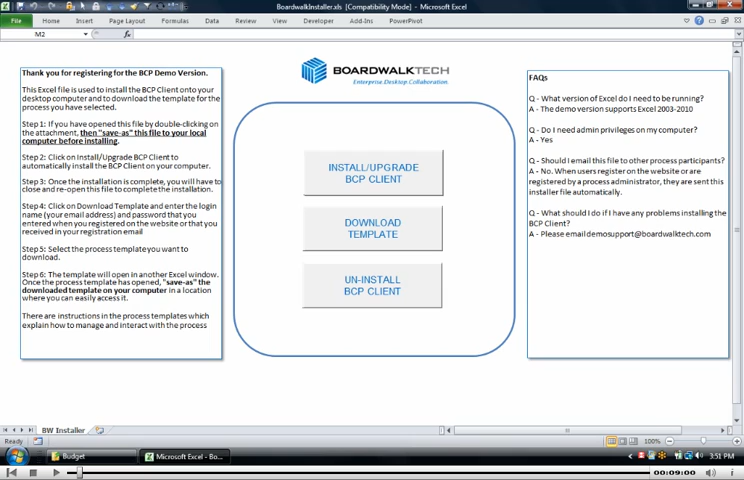 BoardwalkInstaller.xls [Compatibility Mode] - Microsoft Excel
File Home Insert Page Layout Formulas Data Review View Developer Add-Ins PowerPivot
M2 fx
Thank you for registering for the BCP Demo Version.
This Excel file is used to install the BCP Client onto your
desktop computer and to download the template for the
process you have selected.
Step 1: If you have opened this file by double-clicking on
the attachment, then "save-as" this file to your local
computer before installing.
Step 2: Click on Install/Upgrade BCP Client to
automatically install the BCP Client on your computer.
Step 3: Once the installation is complete, you will have to
close and re-open this file to complete the installation.
Step 4: Click on Download Template and enter the login
name (your email address) and password that you
entered when you registered on the website or that you
received in your registration email
Step 5: Select the process template you want to
download.
Step 6: The template will open in another Excel window.
Once the process template has opened, "save-as" the
downloaded template on your computer in a location
where you can easily access it.
There are instructions in the process templates which
explain how to manage and interact with the process
BOARDWALKTECH
Enterprise Desktop Collaboration
INSTALL/UPGRADE
BCP CLIENT
DOWNLOAD
TEMPLATE
UN-INSTALL
BCP CLIENT
FAQs
Q - What version of Excel do I need to be running?
A - The demo version supports Excel 2003-2010
Q - Do I need admin privileges on my computer?
A - Yes
Q - Should I email this file to other process participants?
A - No. When users register on the website or are
registered by a process administrator, they are sent this
installer file automatically.
Q - What should I do if I have any problems installing the
BCP Client?
A - Please email demosupport@boardwalktech.com
BW Installer
Ready 100%
Budget Microsoft Excel - Bo... 3:51 PM
00:09:00